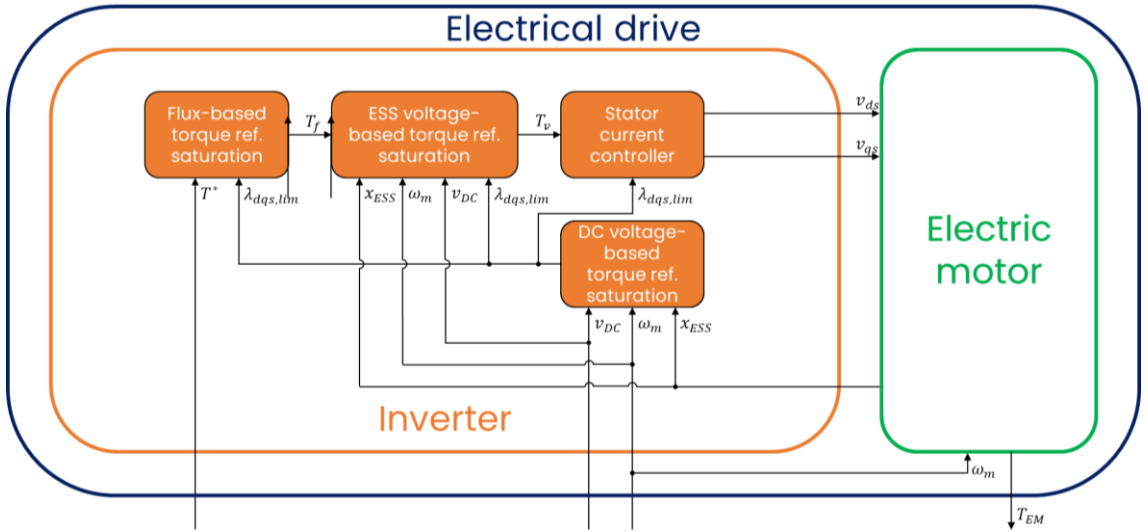 Electrical drive
Flux-based
torque ref.
saturation
T_f
ESS voltage-
based torque ref.
saturation
T_v
Stator
current
controller
v_ds
v_qs
T*
λ_dqs,lim
x_ESS
ω_m
v_DC
λ_dqs,lim
λ_dqs,lim
DC voltage-
based
torque ref.
saturation
Electric
motor
v_DC
ω_m
x_ESS
Inverter
ω_m
T_EM